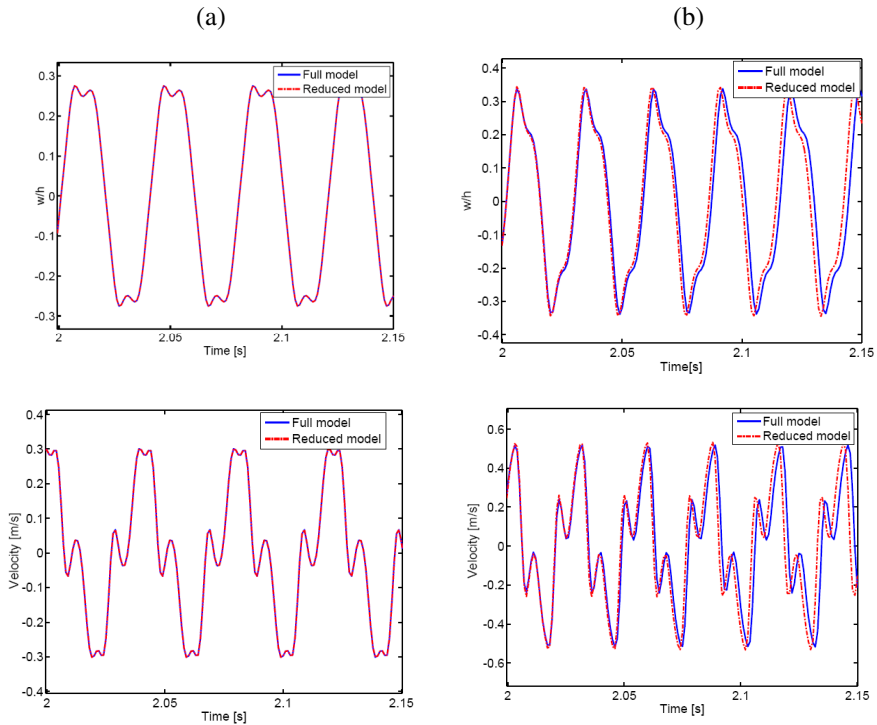 (a)
(b)
0.3
0.2
0.1
0
-0.1
-0.2
-0.3
w/h
2
2.05
2.1
2.15
Time [s]
Full model
Reduced model
0.4
0.3
0.2
0.1
0
-0.1
-0.2
-0.3
-0.4
w/h
2
2.05
2.1
2.15
Time[s]
Full model
Reduced model
0.4
0.3
0.2
0.1
0
-0.1
-0.2
-0.3
-0.4
Velocity [m/s]
2
2.05
2.1
2.15
Time [s]
Full model
Reduced model
0.6
0.4
0.2
0
-0.2
-0.4
-0.6
Velocity [m/s]
2
2.05
2.1
2.15
Time [s]
Full model
Reduced model